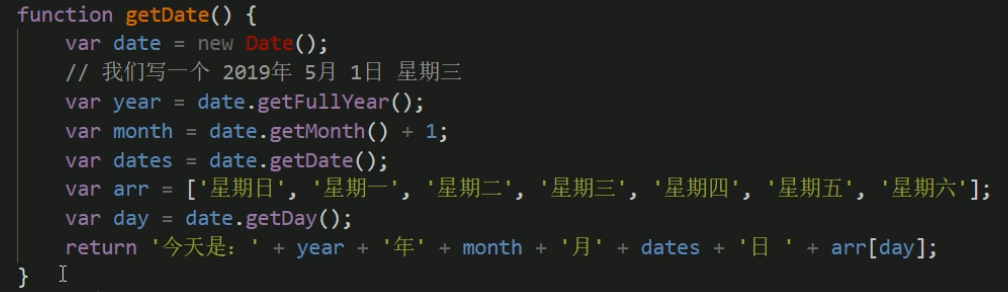 function getDate() {
var date = new Date();
// 我们写一个 2019年 5月 1日 星期三
var year = date.getFullYear();
var month = date.getMonth() + 1;
var dates = date.getDate();
var arr = ['星期日', '星期一', '星期二', '星期三', '星期四', '星期五', '星期六'];
var day = date.getDay();
return '今天是：' + year + '年' + month + '月' + dates + '日 ' + arr[day];
}